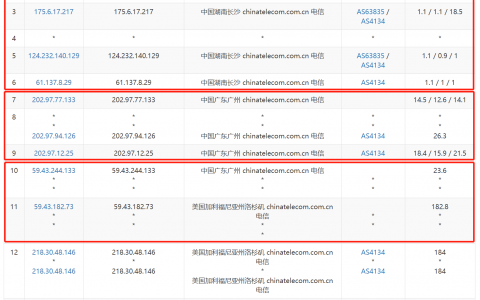 3 175.6.17.217 175.6.17.217 中国湖南长沙 chinatelecom.com.cn 电信 AS63835 / AS4134 1.1 / 1.1 / 18.5
4 * * * *
5 124.232.140.129 124.232.140.129 中国湖南长沙 chinatelecom.com.cn 电信 AS63835 / AS4134 1.1 / 0.9 / 1
6 61.137.8.29 61.137.8.29 中国湖南长沙 chinatelecom.com.cn 电信 AS4134 1.1 / 1 / 1
7 202.97.77.133 202.97.77.133 中国广东广州 chinatelecom.com.cn 电信 AS4134 14.5 / 12.6 / 14.1
8 * * * * *
* * * * *
202.97.94.126 202.97.94.126 中国广东广州 chinatelecom.com.cn 电信 AS4134 26.3
9 202.97.12.25 202.97.12.25 中国广东广州 chinatelecom.com.cn 电信 AS4134 18.4 / 15.9 / 21.5
10 59.43.244.133 59.43.244.133 中国广东广州 chinatelecom.com.cn 电信 23.6
* * * * *
* * * * *
11 59.43.182.73 59.43.182.73 美国加利福尼亚州洛杉矶 chinatelecom.com.cn 182.8
* * 电信 * *
* * * * *
*
12 218.30.48.146 218.30.48.146 美国加利福尼亚州洛杉矶 chinatelecom.com.cn AS4134 184
* * 电信 * *
218.30.48.146 218.30.48.146 * AS4134 184
美国加利福尼亚州洛杉矶 chinatelecom.com.cn
电信